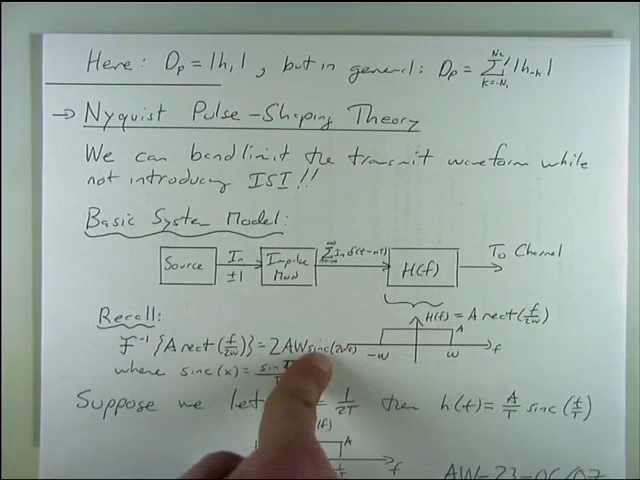 Here: Dp = |h1|, but in general: Dp = Σ' |h-k| k=-N1 N2
→ Nyquist Pulse-Shaping Theory
We can bandlimit the transmit waveform while
not introducing ISI!!
Basic System Model:
Source In ±1 Impulse Mod Σ In δ(t-nT) n=-∞ ∞ H(f) To Channel
Recall:
H(f) = A rect(f/2W)
F⁻¹ {A rect(f/2W)} = 2AW sinc(2Wt)
A -W W f
where sinc(x) = sin
Suppose we let = 1/2T then h(t) = A/T sinc(t/T)
(f) A
f
AW-23-06/07